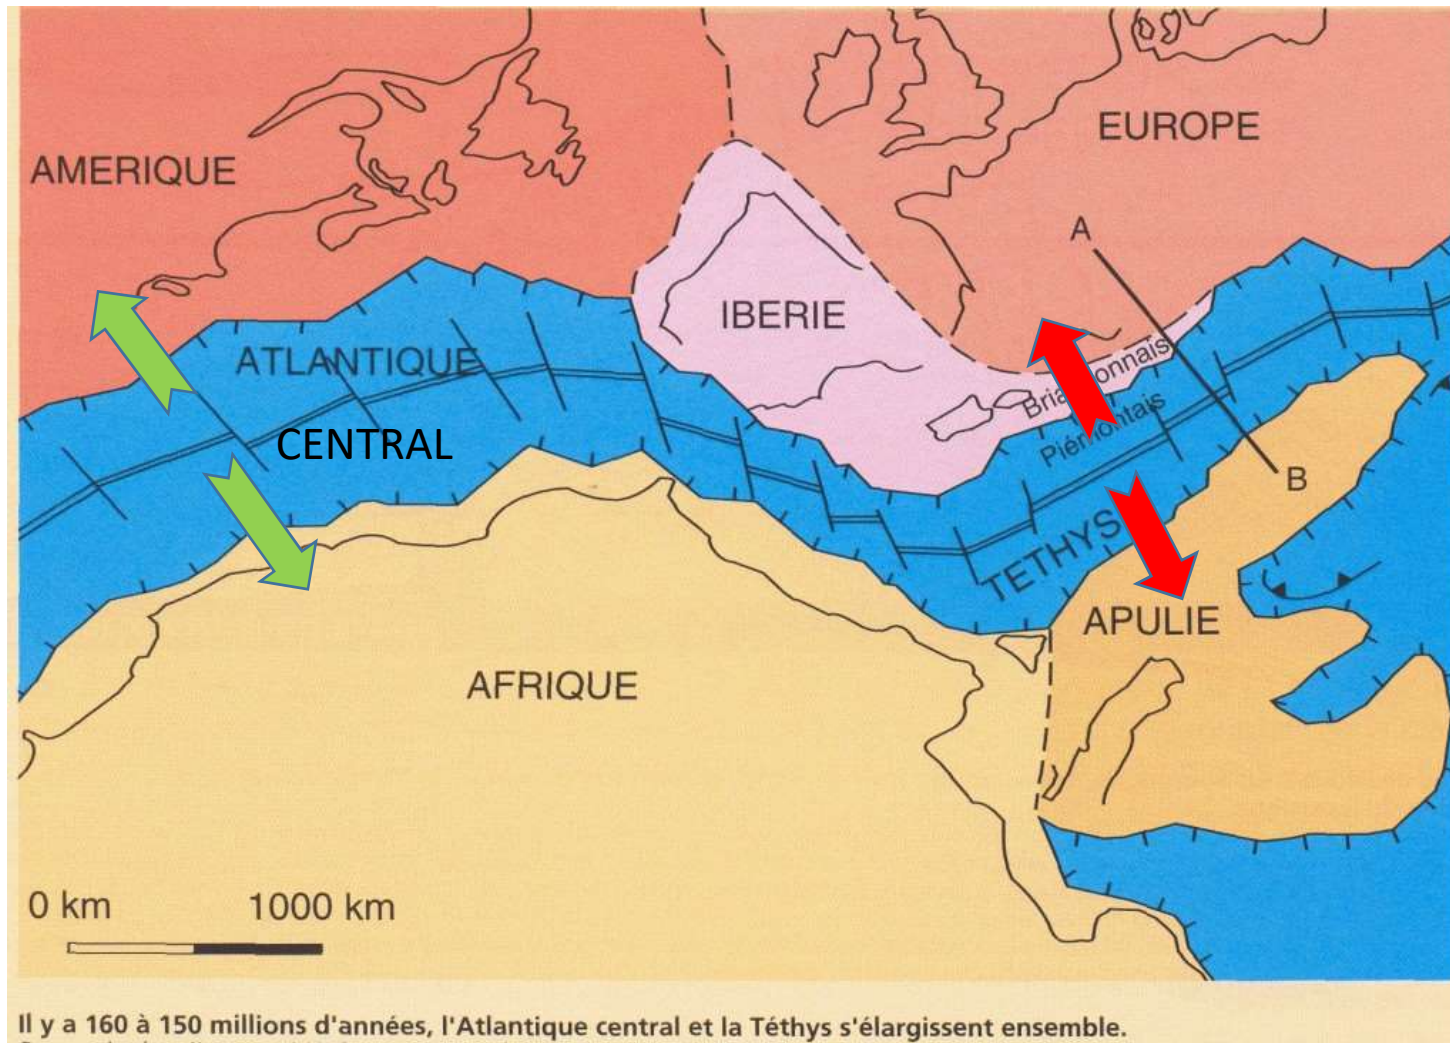 EUROPE
AMERIQUE
A
IBERIE
ATLANTIQUE
CENTRAL
Piémontais
B
TETHYS
APULIE
AFRIQUE
0 km 1000 km
Il y a 160 à 150 millions d'années, l'Atlantique central et la Téthys s'élargissent ensemble.